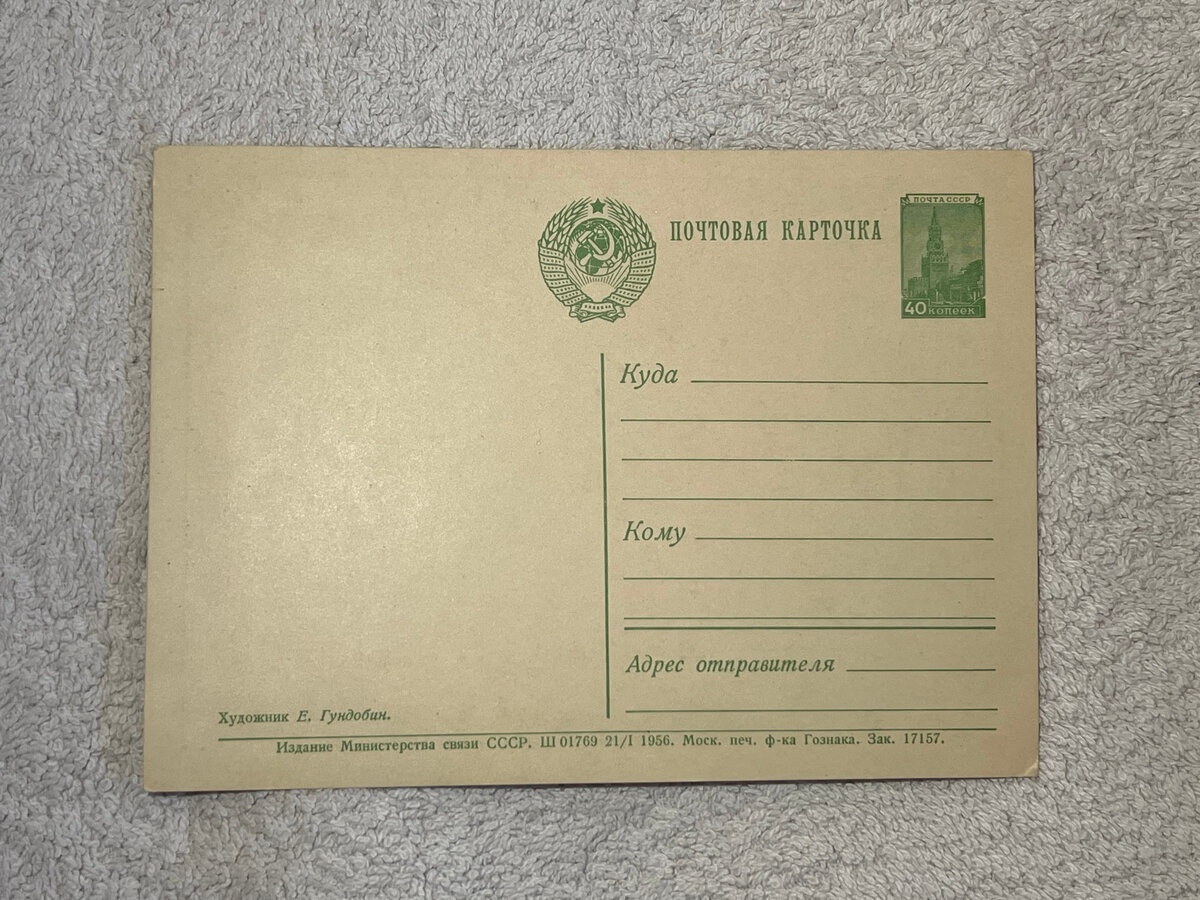 ПОЧТА СССР
ПОЧТОВАЯ КАРТОЧКА
40 копеек
Куда
Кому
Адрес отправителя
Художник Е. Гундобин.
Издание Министерства связи СССР. Ш 01769 21/I 1956. Моск. печ. ф-ка Гознака. Зак. 17157.